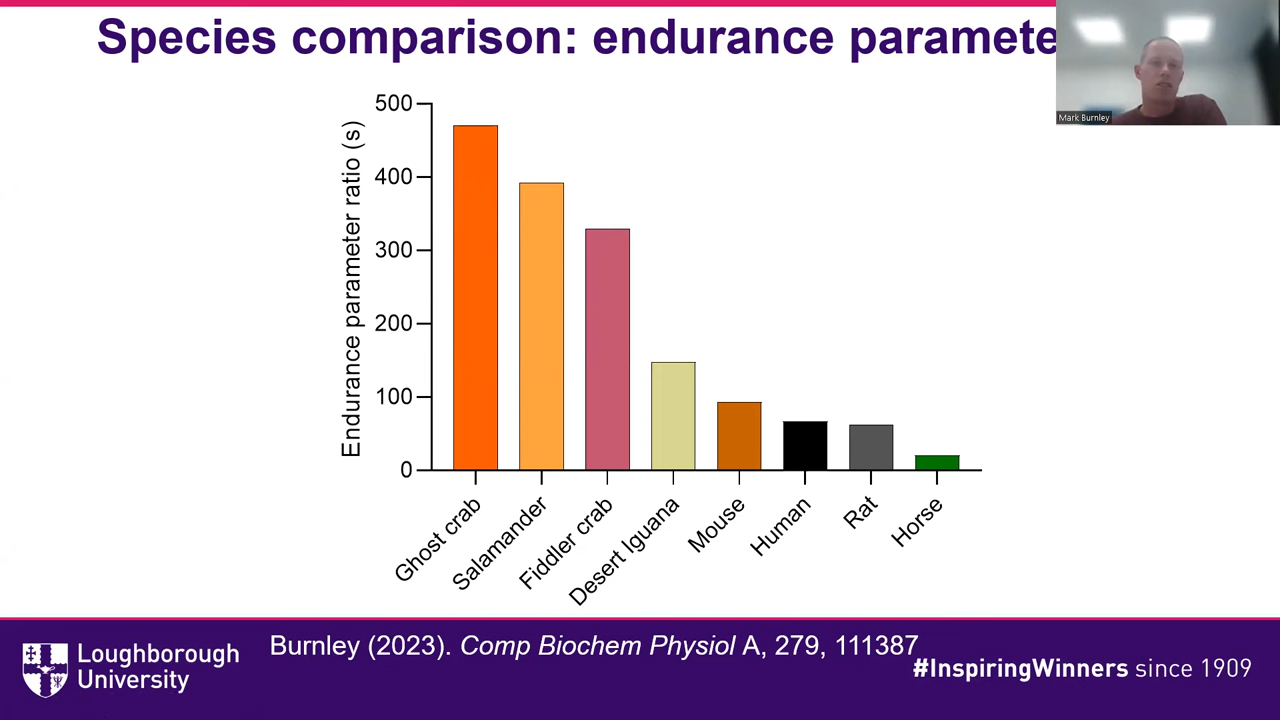 Species comparison: endurance paramete
Mark Burnley
Endurance parameter ratio (s)
500
400
300
200
100
0
Ghost crab
Salamander
Fiddler crab
Desert Iguana
Mouse
Human
Rat
Horse
Burnley (2023). Comp Biochem Physiol A, 279, 111387
Loughborough
University
#InspiringWinners since 1909